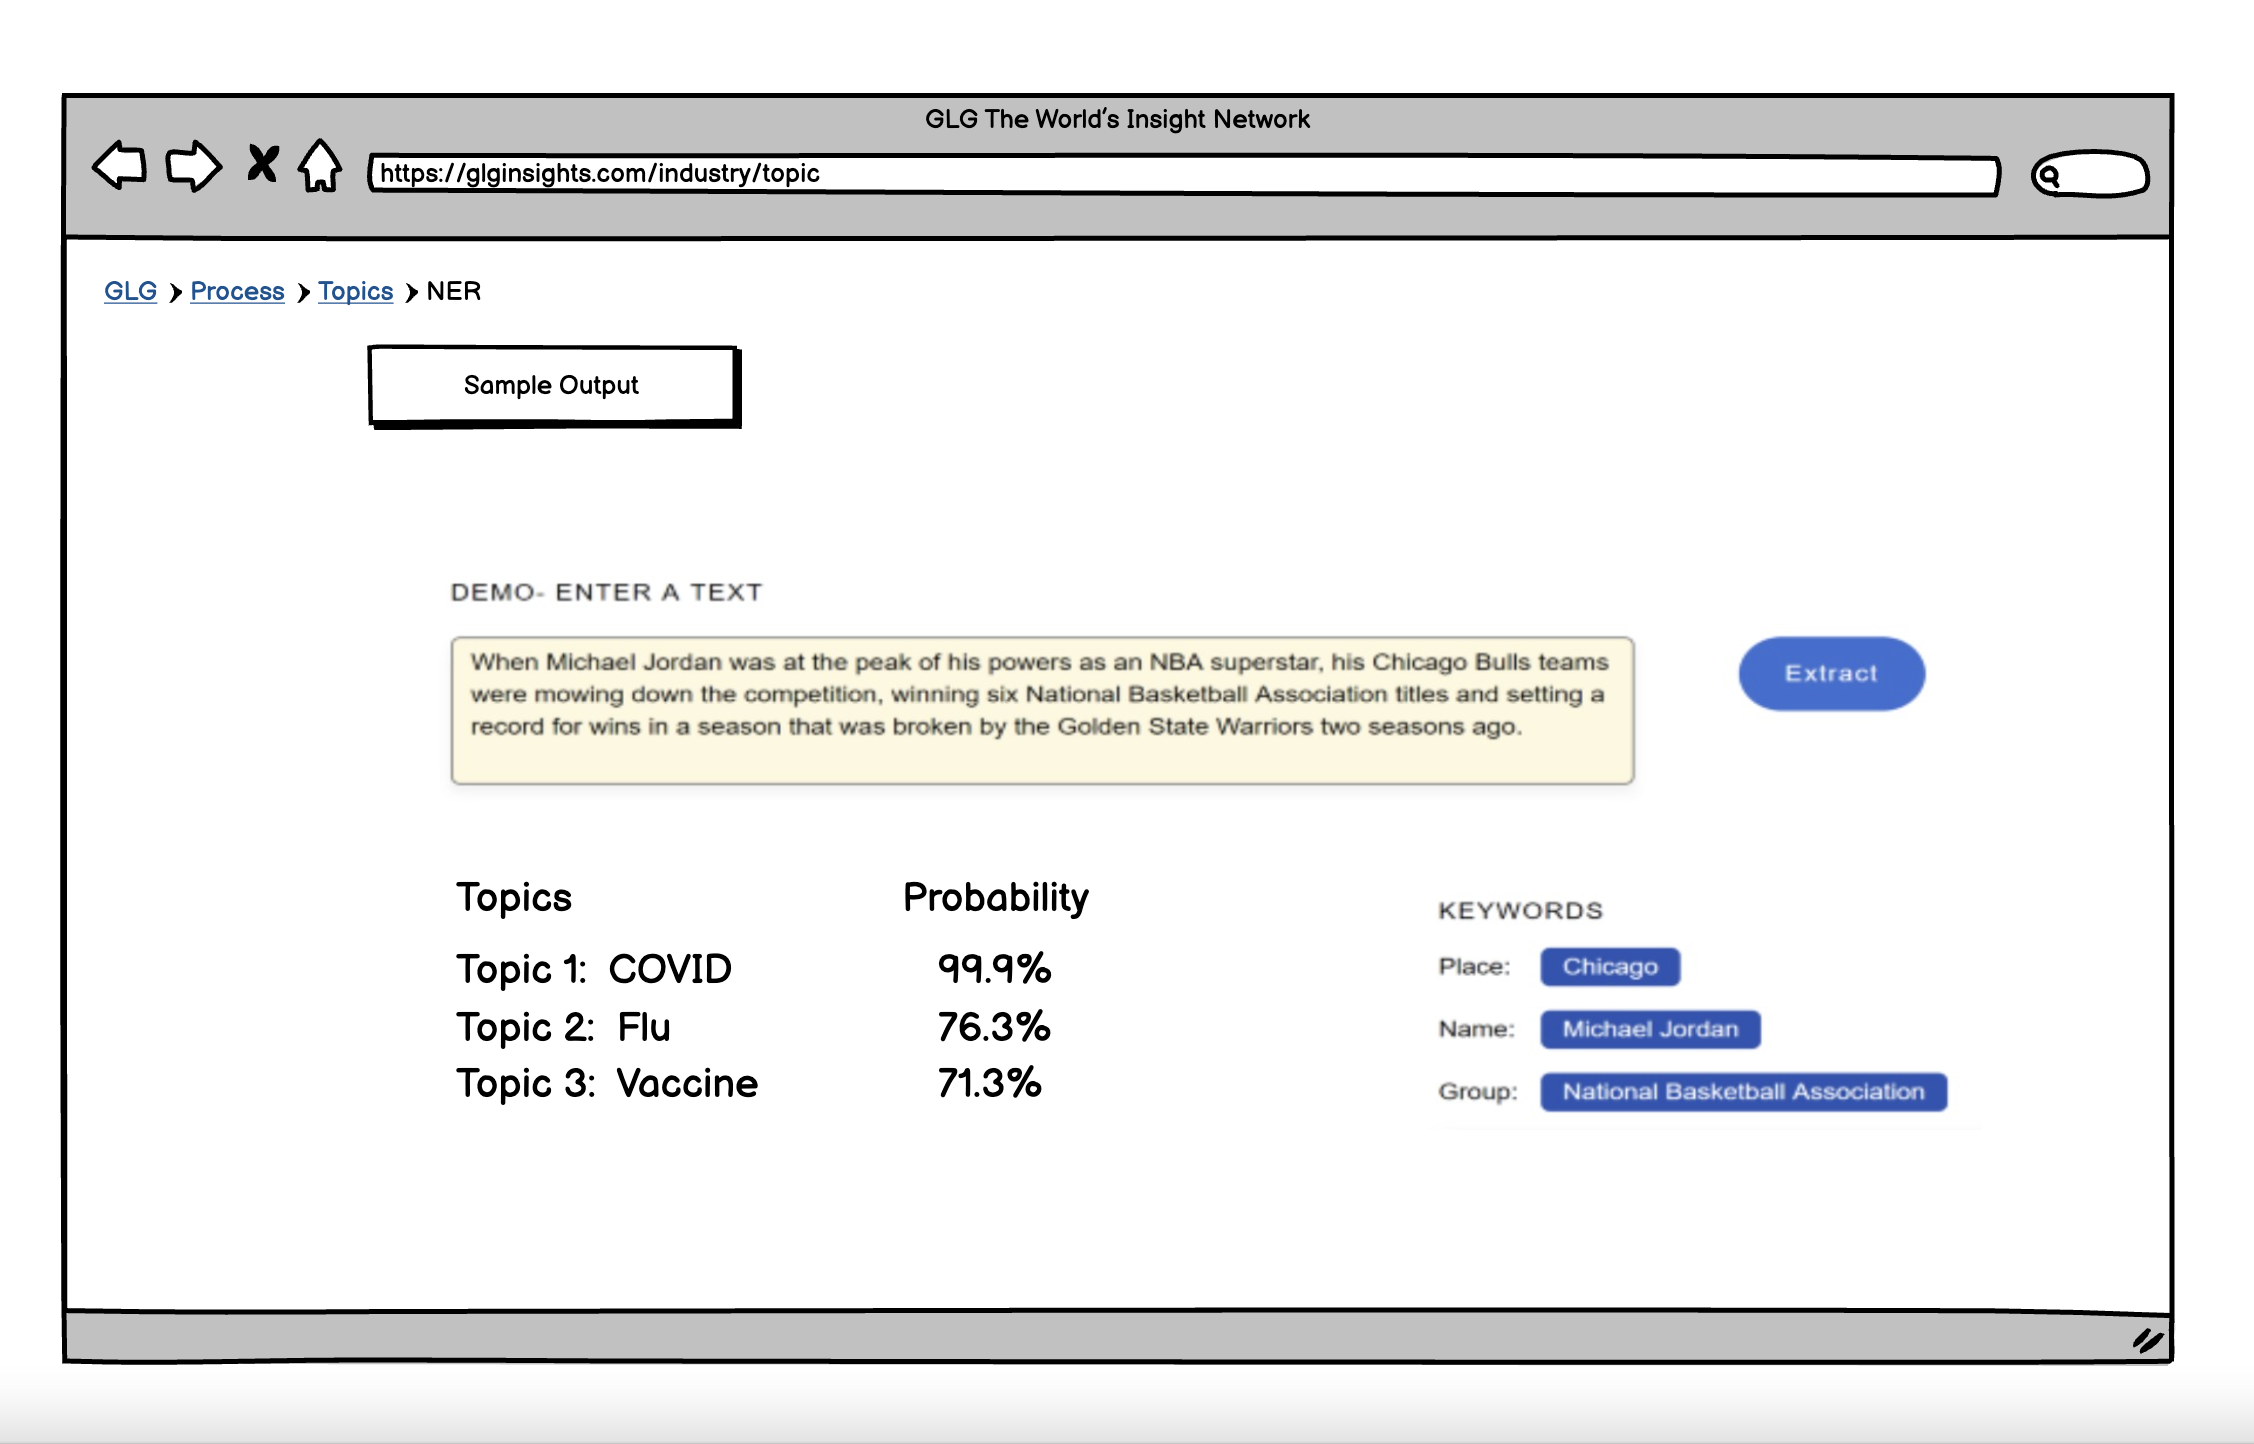 GLG The World's Insight Network
https://glginsights.com/industry/topic
GLG > Process > Topics > NER
Sample Output
DEMO- ENTER A TEXT
When Michael Jordan was at the peak of his powers as an NBA superstar, his Chicago Bulls teams
were mowing down the competition, winning six National Basketball Association titles and setting a
record for wins in a season that was broken by the Golden State Warriors two seasons ago.
Extract
Topics Probability
Topic 1: COVID 99.9%
Topic 2: Flu 76.3%
Topic 3: Vaccine 71.3%
KEYWORDS
Place: Chicago
Name: Michael Jordan
Group: National Basketball Association